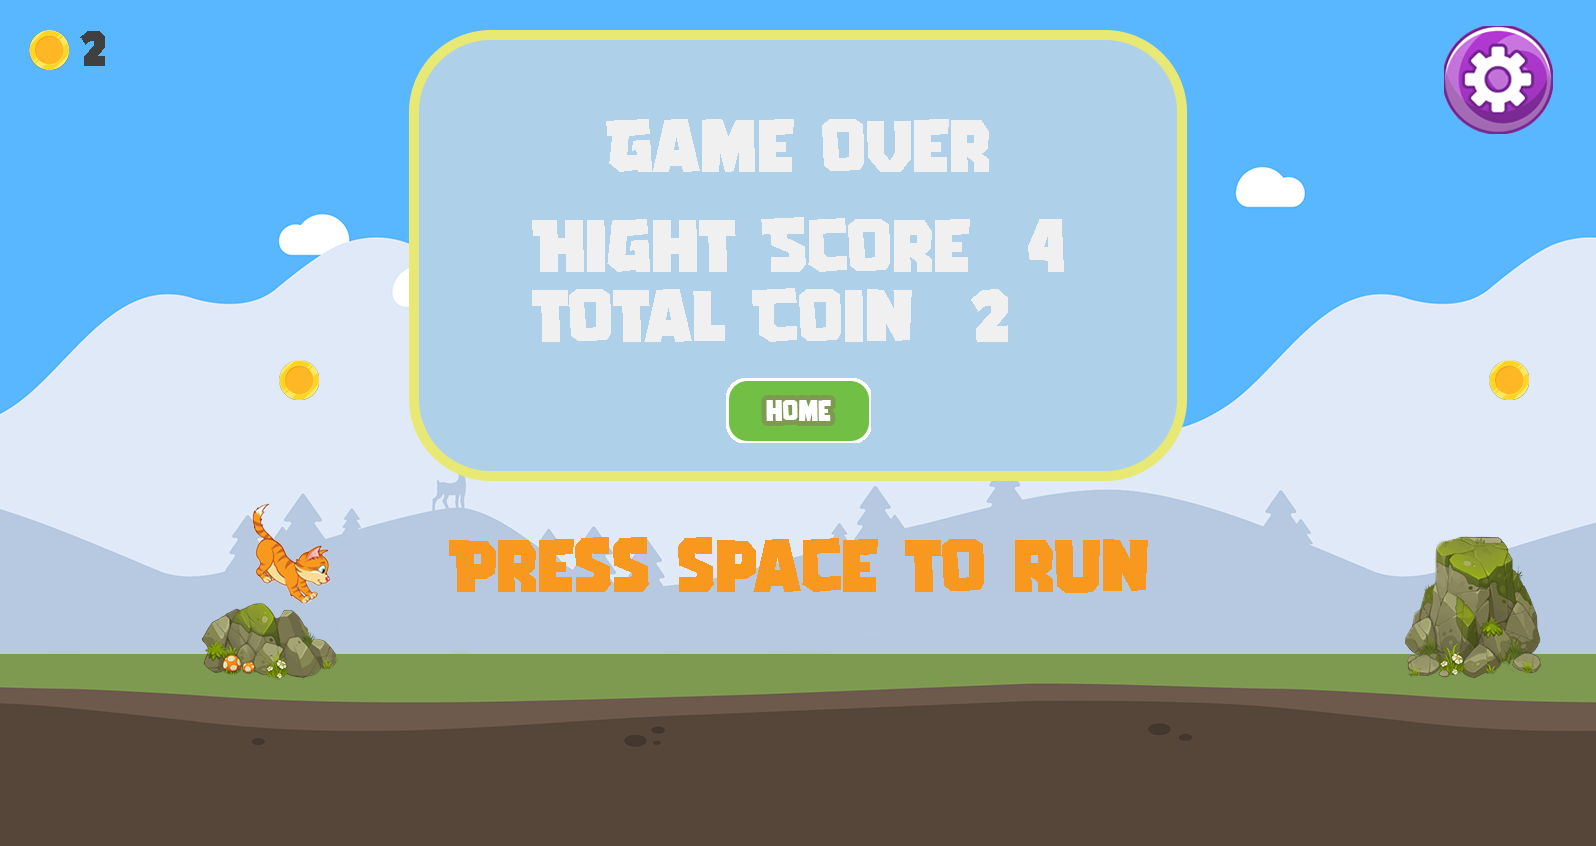 2
GAME OVER
HIGHT SCORE 4
TOTAL COIN 2
HOME
PRESS SPACE TO RUN